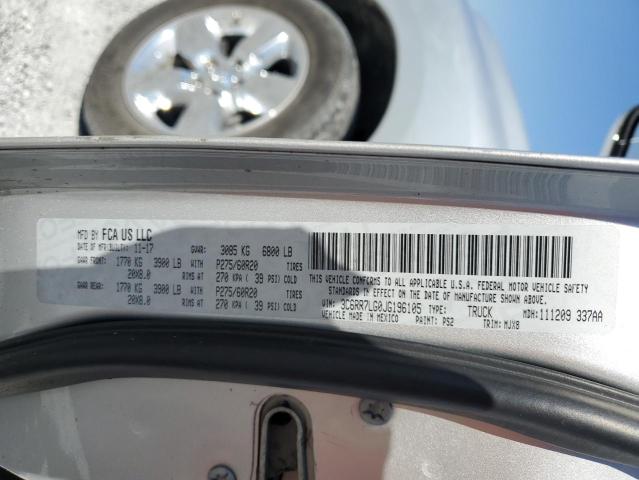 MFD BY FCA US LLC
DATE OF MFR(BUILT): 11-17 GVWR: 3085 KG 6800 LB
GAWR FRONT: 1770 KG 3900 LB WITH P275/60R20 TIRES
20X8.0 RIMS AT 270 KPA ( 39 PSI) COLD
GAWR REAR: 1770 KG 3900 LB WITH P275/60R20 TIRES
20X8.0 RIMS AT 270 KPA ( 39 PSI) COLD
THIS VEHICLE CONFORMS TO ALL APPLICABLE U.S.A. FEDERAL MOTOR VEHICLE SAFETY
STANDARDS IN EFFECT ON THE DATE OF MANUFACTURE SHOWN ABOVE.
VIN: 3C6RR7LG0JG196105 TYPE: TRUCK
VEHICLE MADE IN MEXICO PAINT: PS2 MDH: 111209 337AA
TRIM: MJX8